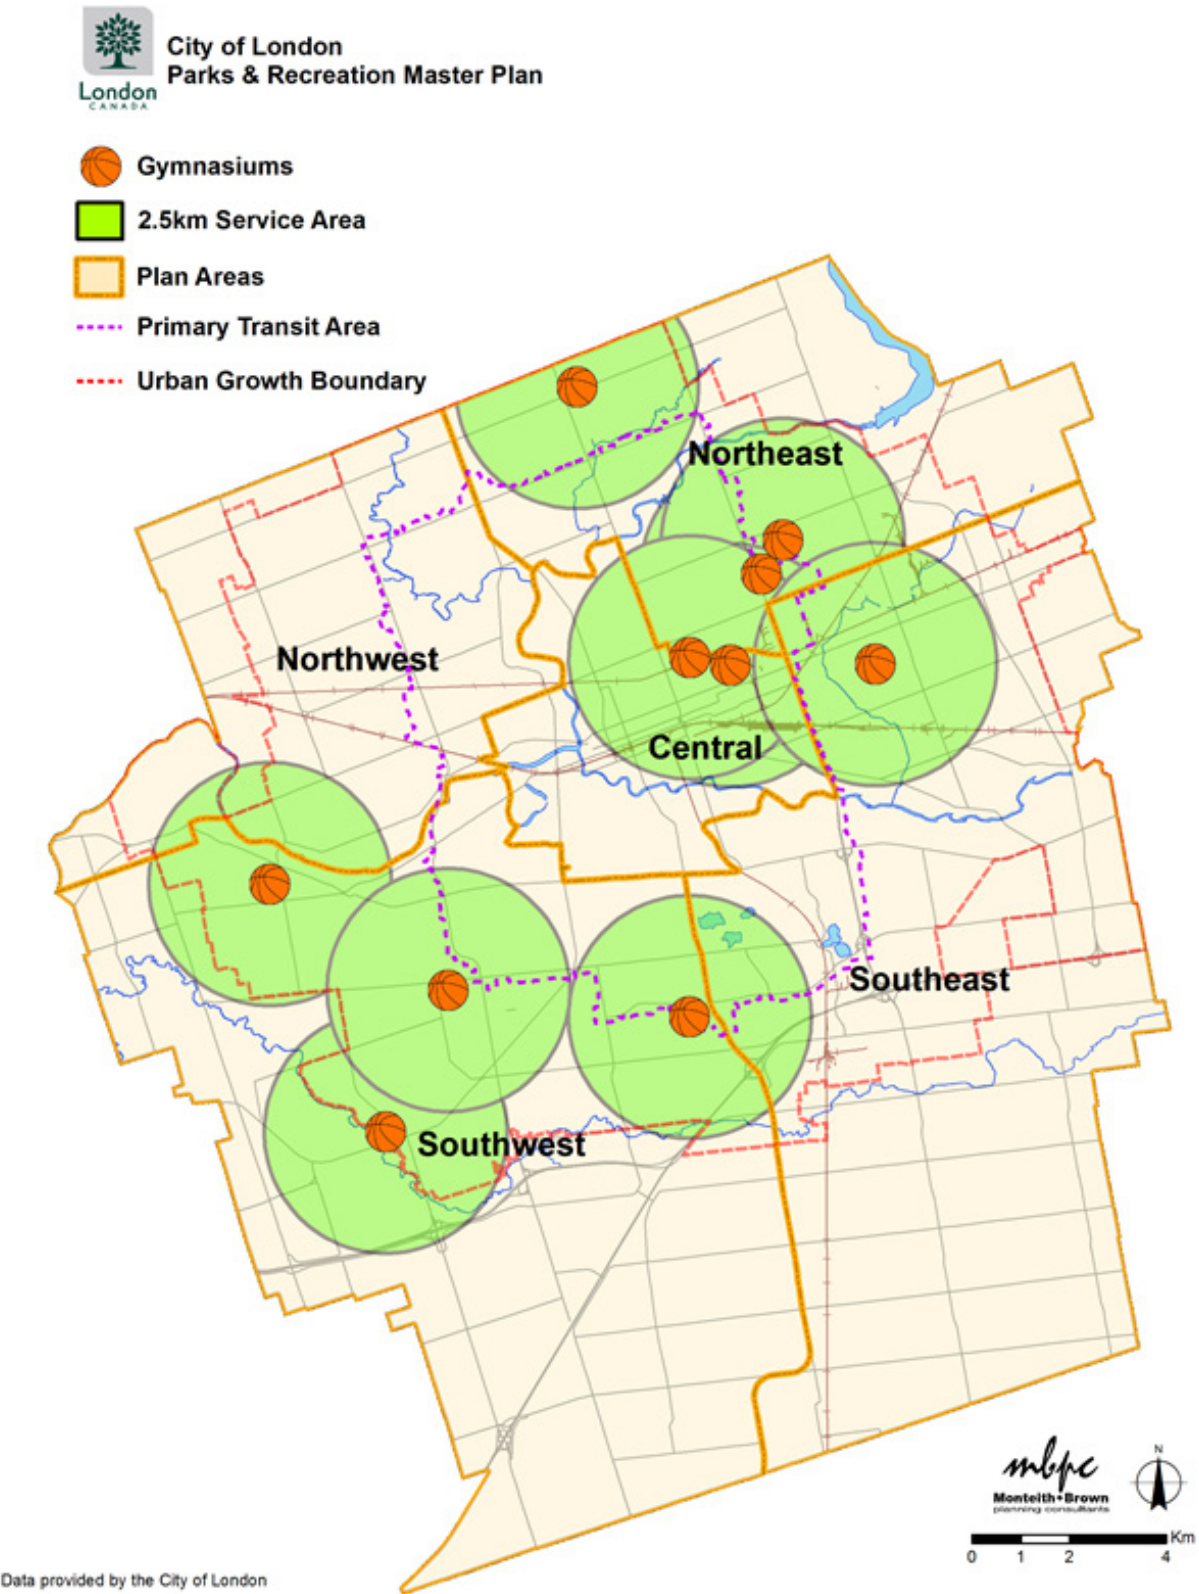 City of London
Parks & Recreation Master Plan
London
CANADA
Gymnasiums
2.5km Service Area
Plan Areas
Primary Transit Area
Urban Growth Boundary
Northeast
Northwest
Central
Southeast
Southwest
mbpc
Monteith+Brown
planning consultants
N
Km
0 1 2 4
Data provided by the City of London